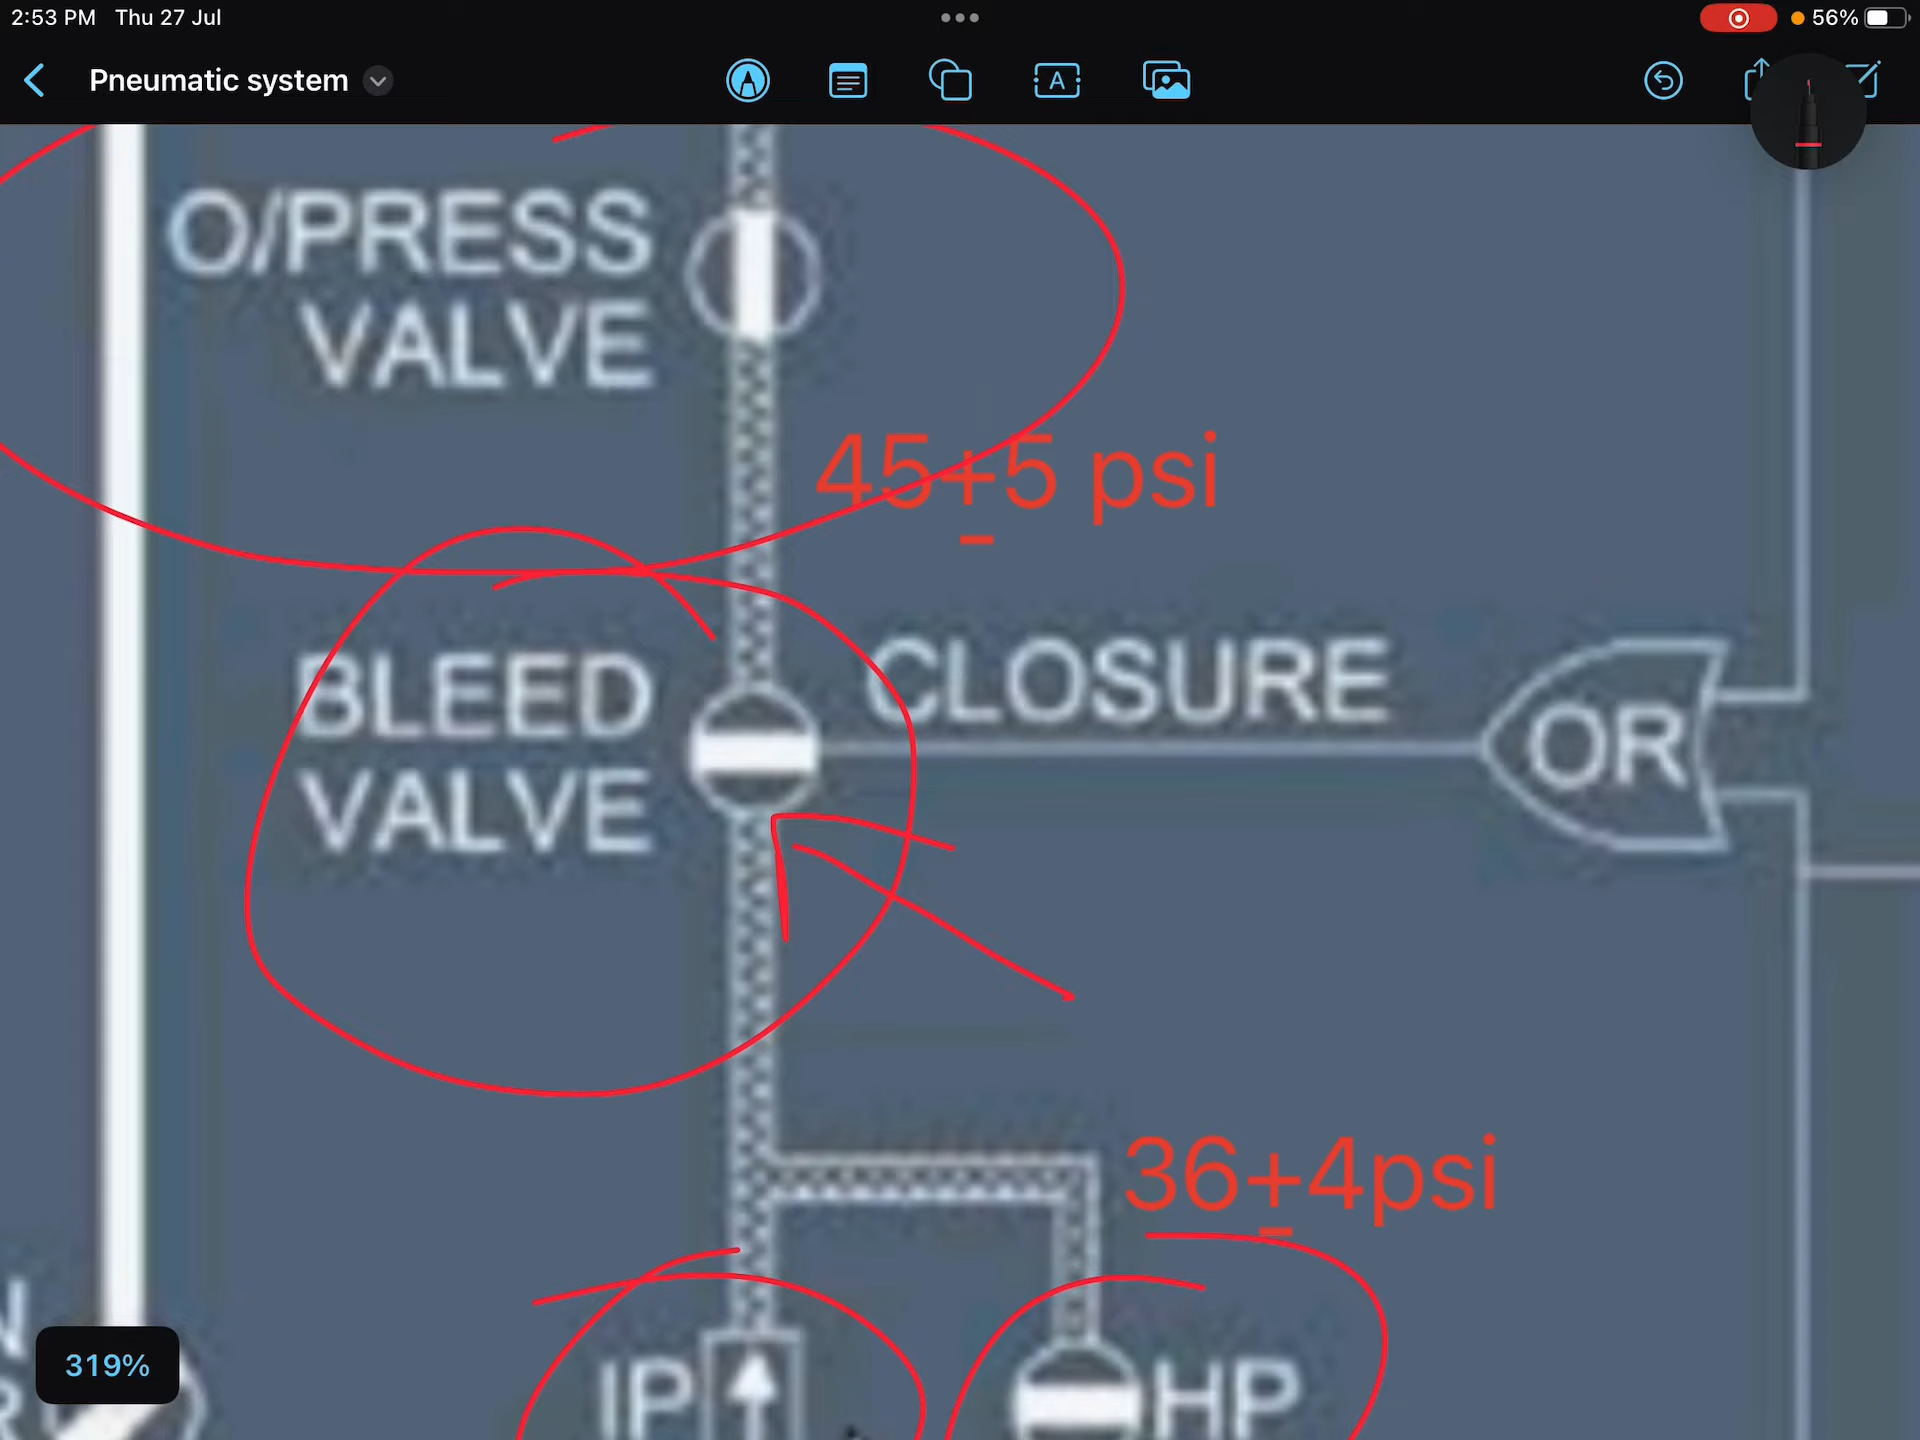 2:53 PM Thu 27 Jul
56%
Pneumatic system
A
O/PRESS
VALVE
45±5 psi
BLEED
VALVE
CLOSURE
OR
36±4psi
319%
IP
HP